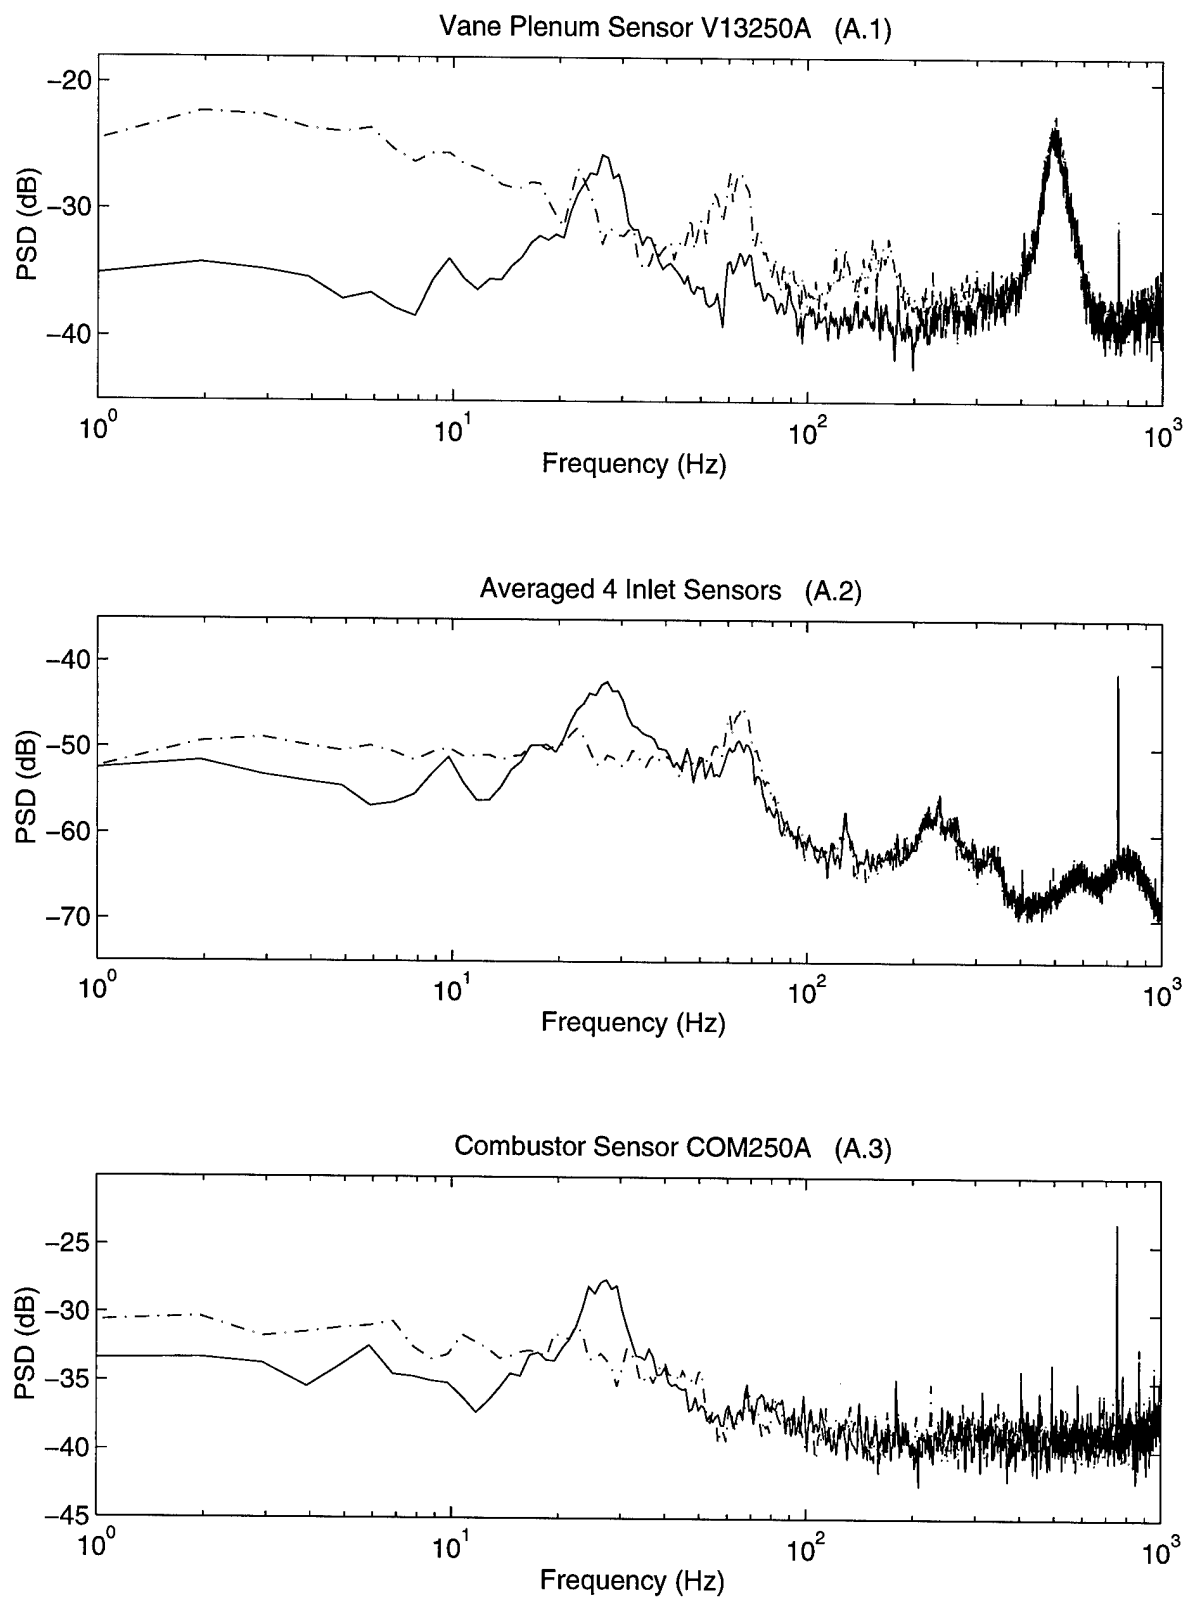 Vane Plenum Sensor V13250A (A.1)
PSD (dB)
−20
−30
−40
10^0
10^1
10^2
10^3
Frequency (Hz)
Averaged 4 Inlet Sensors (A.2)
PSD (dB)
−40
−50
−60
−70
10^0
10^1
10^2
10^3
Frequency (Hz)
Combustor Sensor COM250A (A.3)
PSD (dB)
−25
−30
−35
−40
−45
10^0
10^1
10^2
10^3
Frequency (Hz)